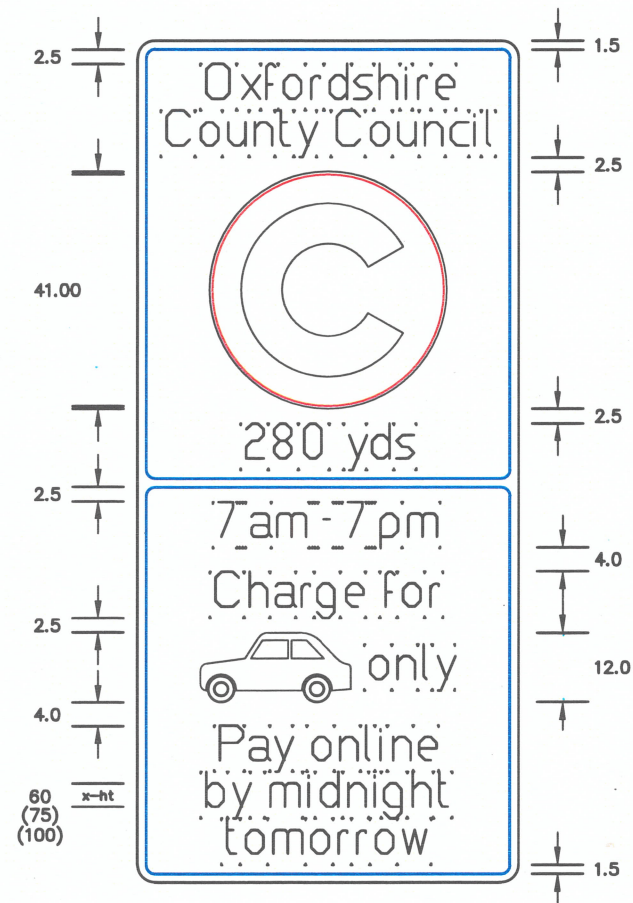 2.5
1.5
Oxfordshire
County Council
2.5
41.00
C
2.5
280 yds
2.5
7am-7pm
4.0
Charge for
2.5
only
12.0
4.0
Pay online
60 x-ht
by midnight
(75)
(100)
tomorrow
1.5